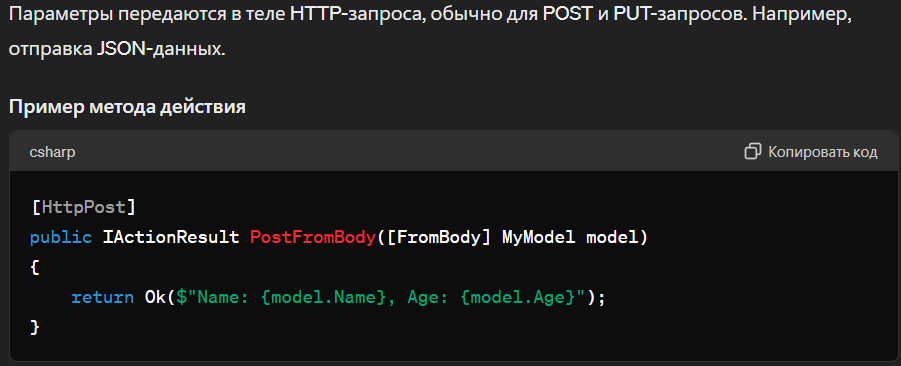 Параметры передаются в теле HTTP-запроса, обычно для POST и PUT-запросов. Например,
отправка JSON-данных.
Пример метода действия
csharp
Копировать код
[HttpPost]
public IActionResult PostFromBody([FromBody] MyModel model)
{
    return Ok($"Name: {model.Name}, Age: {model.Age}");
}